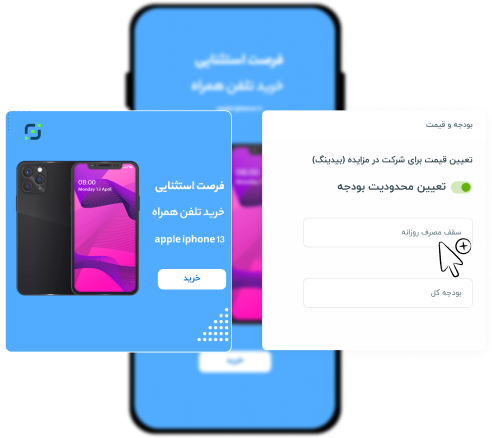 فرصت استثنایی
خرید تلفن همراه
بودجه و قیمت
تعیین قیمت برای شرکت در مزایده (بیدینگ)
تعیین محدودیت بودجه
سقف مصرف روزانه
بودجه کل
08:00
Monday 13 April
فرصت استثنایی
خرید تلفن همراه
apple iphone 13
خرید
خرید